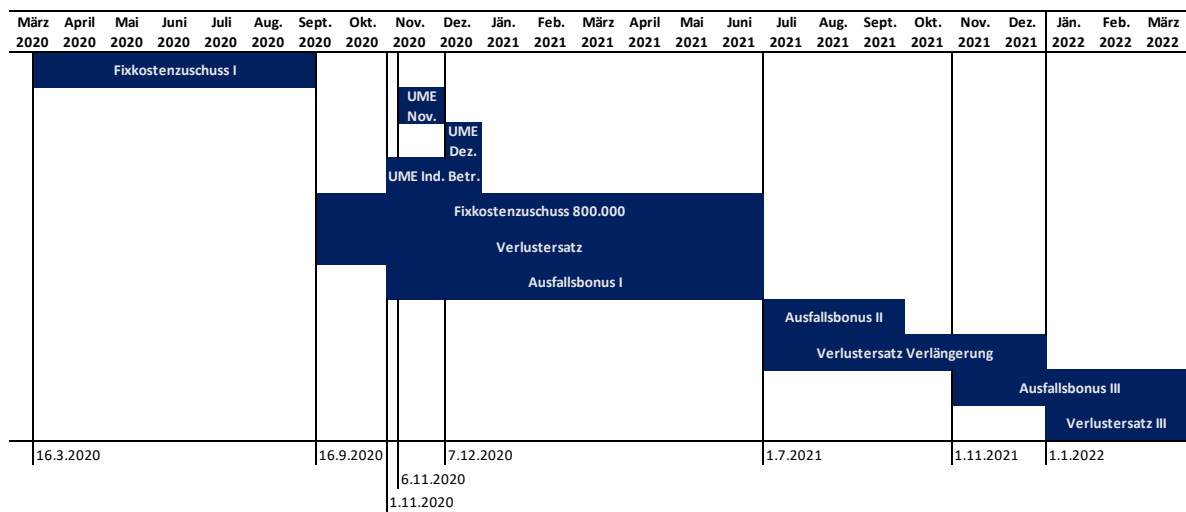 März April Mai Juni Juli Aug. Sept. Okt. Nov. Dez. Jän. Feb. März April Mai Juni Juli Aug. Sept. Okt. Nov. Dez. Jän. Feb. März
2020 2020 2020 2020 2020 2020 2020 2020 2020 2020 2021 2021 2021 2021 2021 2021 2021 2021 2021 2021 2021 2021 2022 2022 2022
Fixkostenzuschuss I
UME
Nov.
UME
Dez.
UME Ind. Betr.
Fixkostenzuschuss 800.000
Verlustersatz
Ausfallsbonus I
Ausfallsbonus II
Verlustersatz Verlängerung
Ausfallsbonus III
Verlustersatz III
16.3.2020 16.9.2020 7.12.2020 1.7.2021 1.11.2021 1.1.2022
6.11.2020
1.11.2020